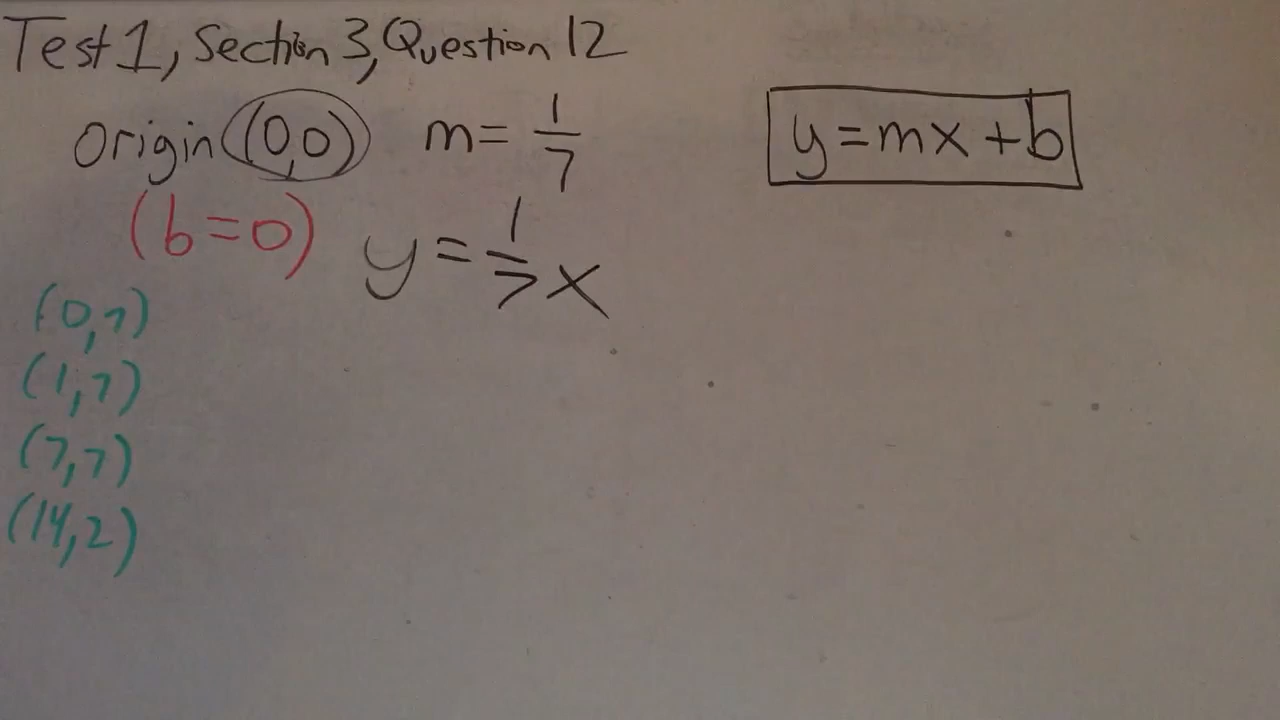 Test 1, Section 3, Question 12
Origin (0,0) m = 1/7 y = mx + b
(b = 0) y = 1/7 x
(0,7)
(1,7)
(7,7)
(14,2)